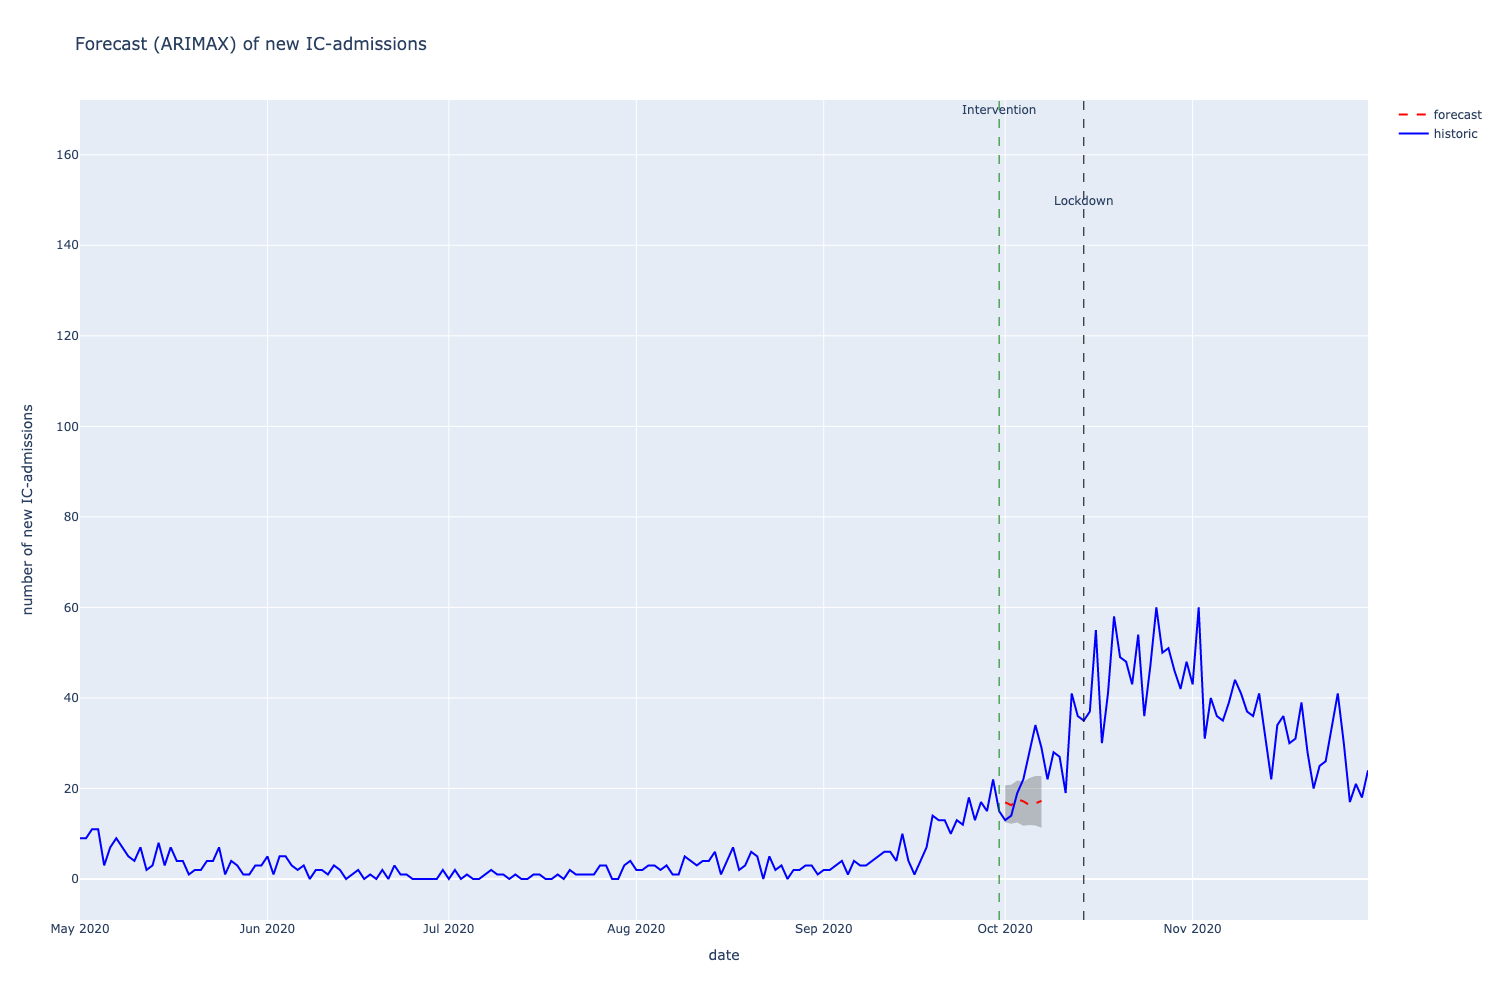 Forecast (ARIMAX) of new IC-admissions
Intervention
Lockdown
forecast
historic
number of new IC-admissions
160
140
120
100
80
60
40
20
0
May 2020
Jun 2020
Jul 2020
Aug 2020
Sep 2020
Oct 2020
Nov 2020
date